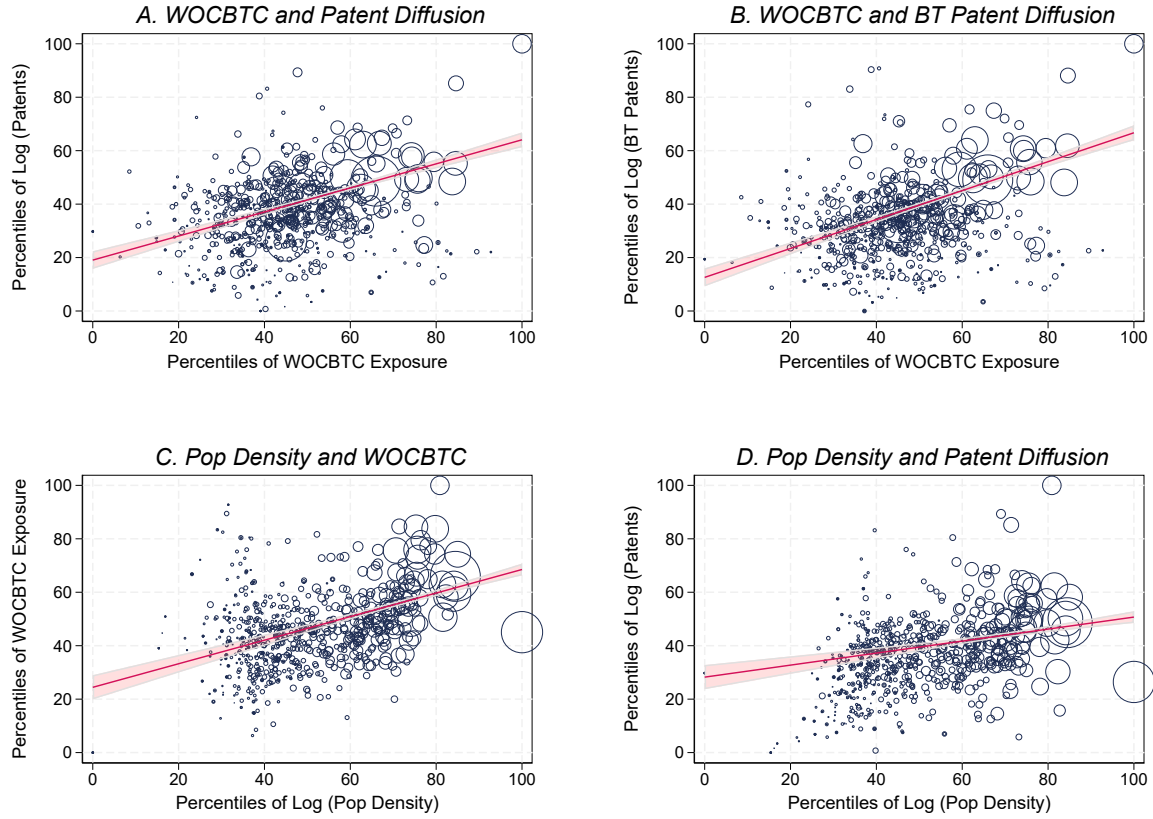 A. WOCBTC and Patent Diffusion
Percentiles of Log (Patents)
100
80
60
40
20
0
0 20 40 60 80 100
Percentiles of WOCBTC Exposure
B. WOCBTC and BT Patent Diffusion
Percentiles of Log (BT Patents)
100
80
60
40
20
0
0 20 40 60 80 100
Percentiles of WOCBTC Exposure
C. Pop Density and WOCBTC
Percentiles of WOCBTC Exposure
100
80
60
40
20
0
0 20 40 60 80 100
Percentiles of Log (Pop Density)
D. Pop Density and Patent Diffusion
Percentiles of Log (Patents)
100
80
60
40
20
0
0 20 40 60 80 100
Percentiles of Log (Pop Density)